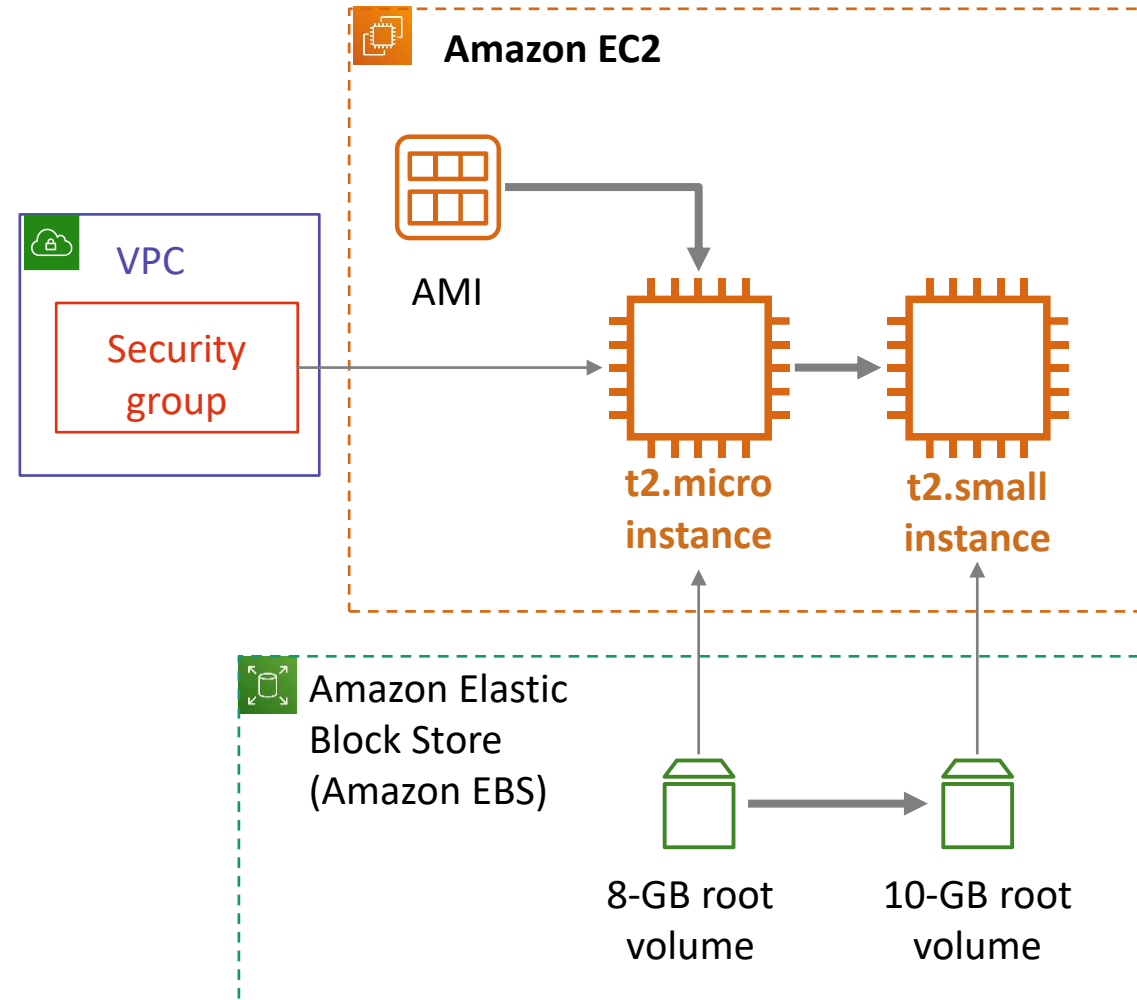 Amazon EC2
AMI
VPC
Security
group
t2.micro
instance
t2.small
instance
Amazon Elastic
Block Store
(Amazon EBS)
8-GB root
volume
10-GB root
volume